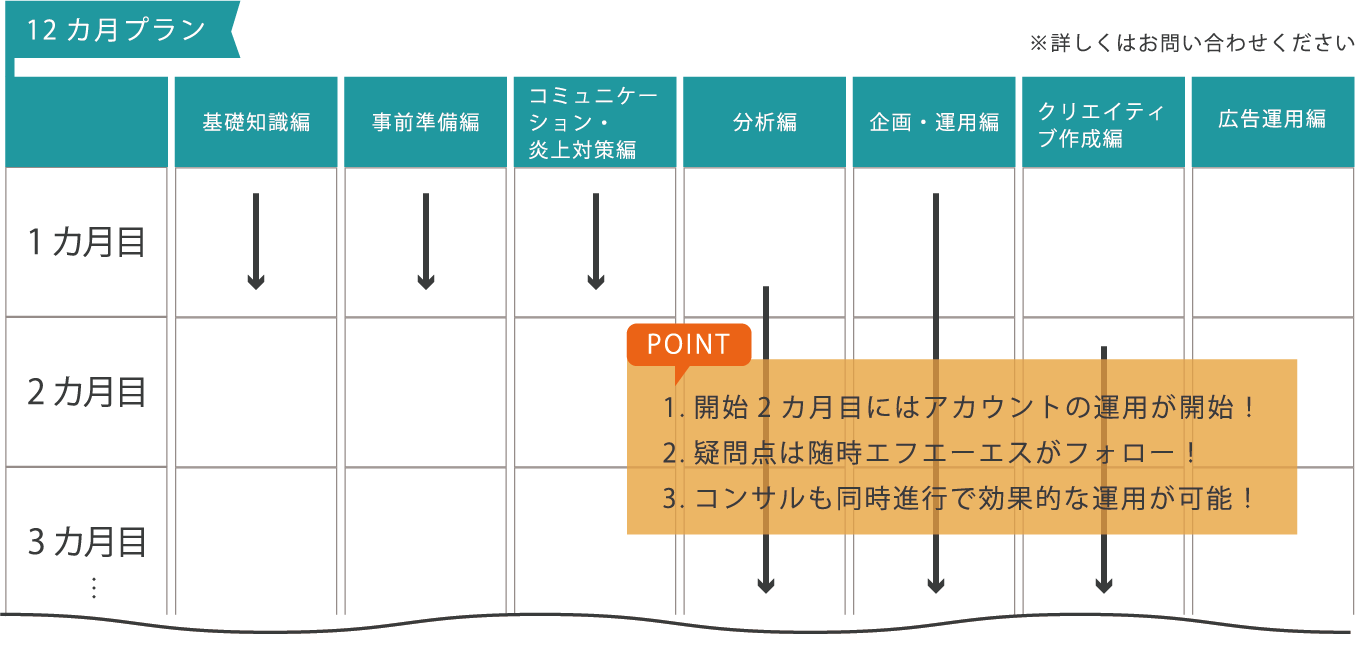 12カ月プラン
※詳しくはお問い合わせください
基礎知識編
事前準備編
コミュニケー
ション・
炎上対策編
分析編
企画・運用編
クリエイティ
ブ作成編
広告運用編
1カ月目
2カ月目
3カ月目
⋮
POINT
1. 開始2カ月目にはアカウントの運用が開始！
2. 疑問点は随時エフエーエスがフォロー！
3. コンサルも同時進行で効果的な運用が可能！